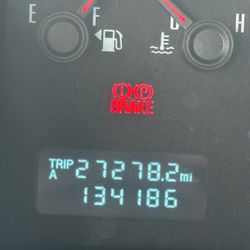 E F H
(!) (P)
BRAKE
TRIP A 27278.2 mi
134186